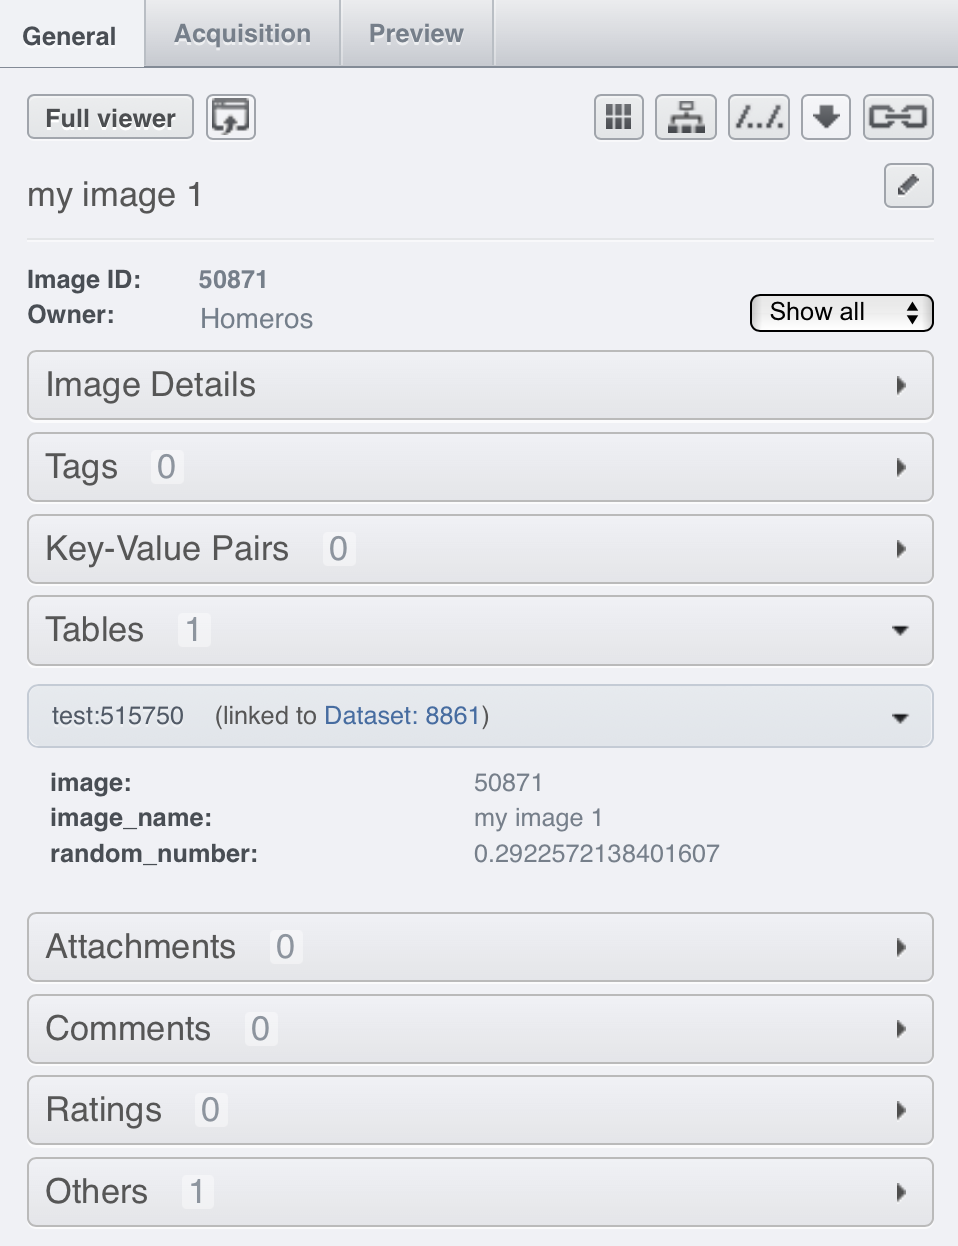 General Acquisition Preview
Full viewer /../.
my image 1
Image ID: 50871
Owner: Homeros
Show all
Image Details
Tags 0
Key-Value Pairs 0
Tables 1
test:515750 (linked to Dataset: 8861)
image: 50871
image_name: my image 1
random_number: 0.2922572138401607
Attachments 0
Comments 0
Ratings 0
Others 1